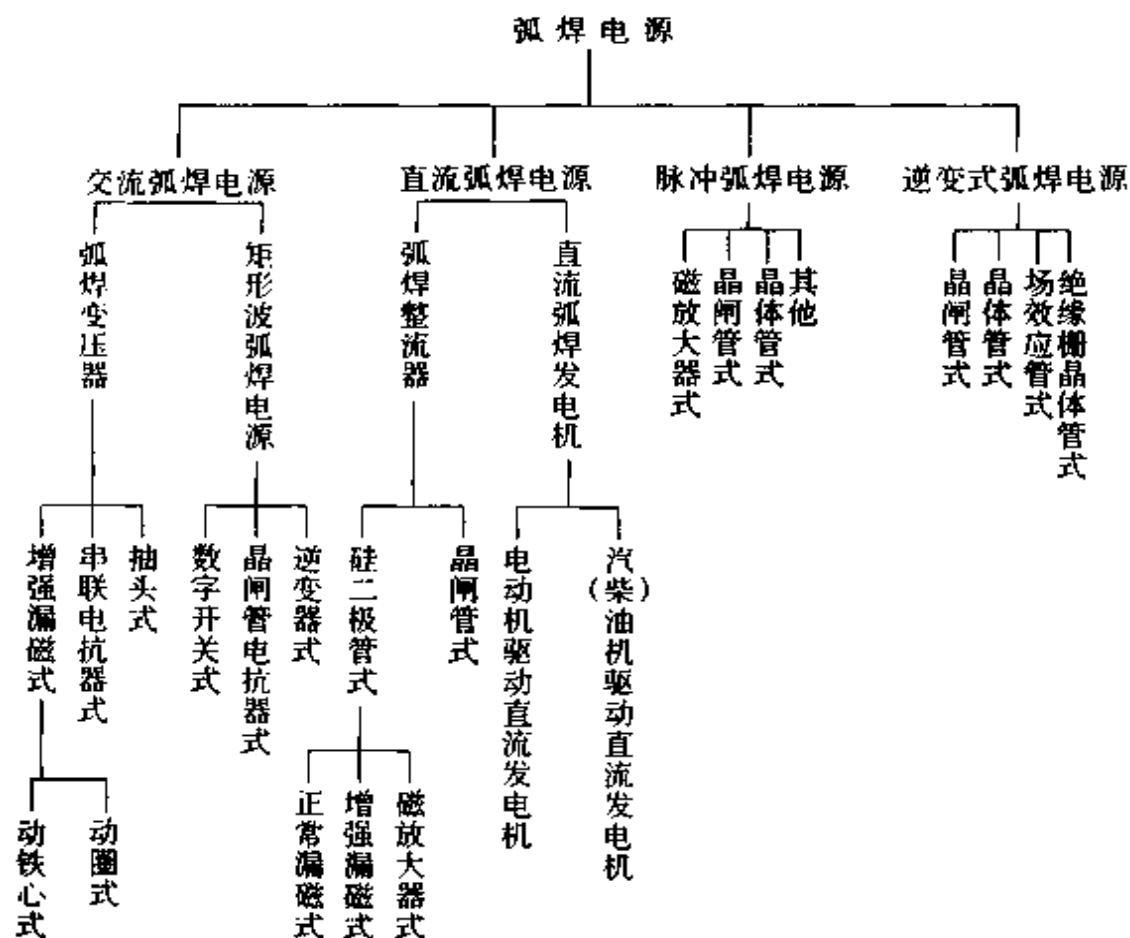 弧焊电源
交流弧焊电源
直流弧焊电源
脉冲弧焊电源
逆变式弧焊电源
弧焊变压器
矩形波弧焊电源
弧焊整流器
直流弧焊发电机
磁放大器式
晶闸管式
晶体管式
其他
晶闸管式
晶体管式
场效应管式
绝缘栅晶体管式
增强漏磁式
串联电抗器式
抽头式
数字开关式
晶闸管电抗器式
逆变器式
硅二极管式
晶闸管式
电动机驱动直流发电机
汽(柴)油机驱动直流发电机
动铁心式
动圈式
正常漏磁式
增强漏磁式
磁放大器式